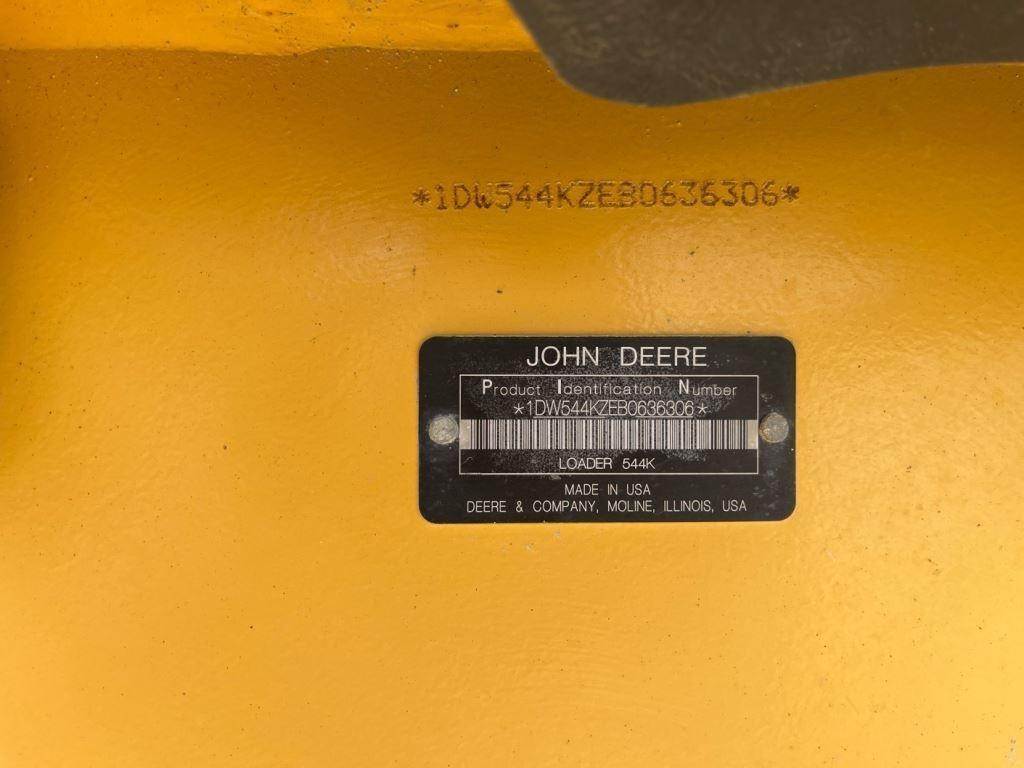 *1DW544KZEB0636306*
JOHN DEERE
Product Identification Number
*1DW544KZEB0636306*
LOADER 544K
MADE IN USA
DEERE & COMPANY, MOLINE, ILLINOIS, USA